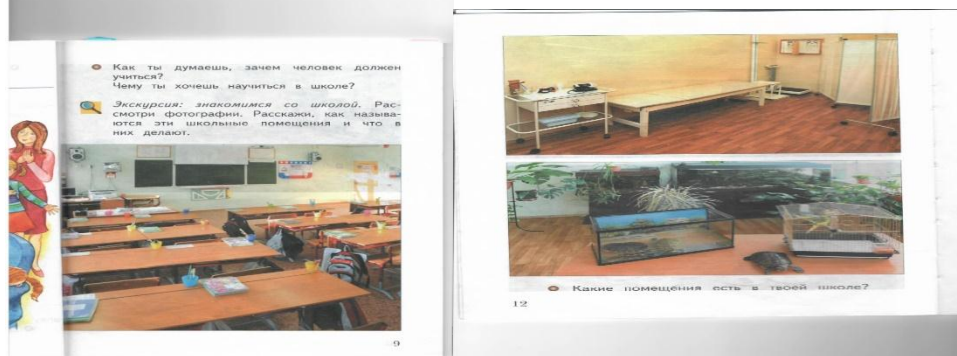 Как ты думаешь, зачем человек должен
учиться?
Чему ты хочешь научиться в школе?
Экскурсия: знакомимся со школой. Рас-
смотри фотографии. Расскажи, как называ-
ются эти школьные помещения и что в
них делают.
9
Какие помещения есть в твоей школе?
12